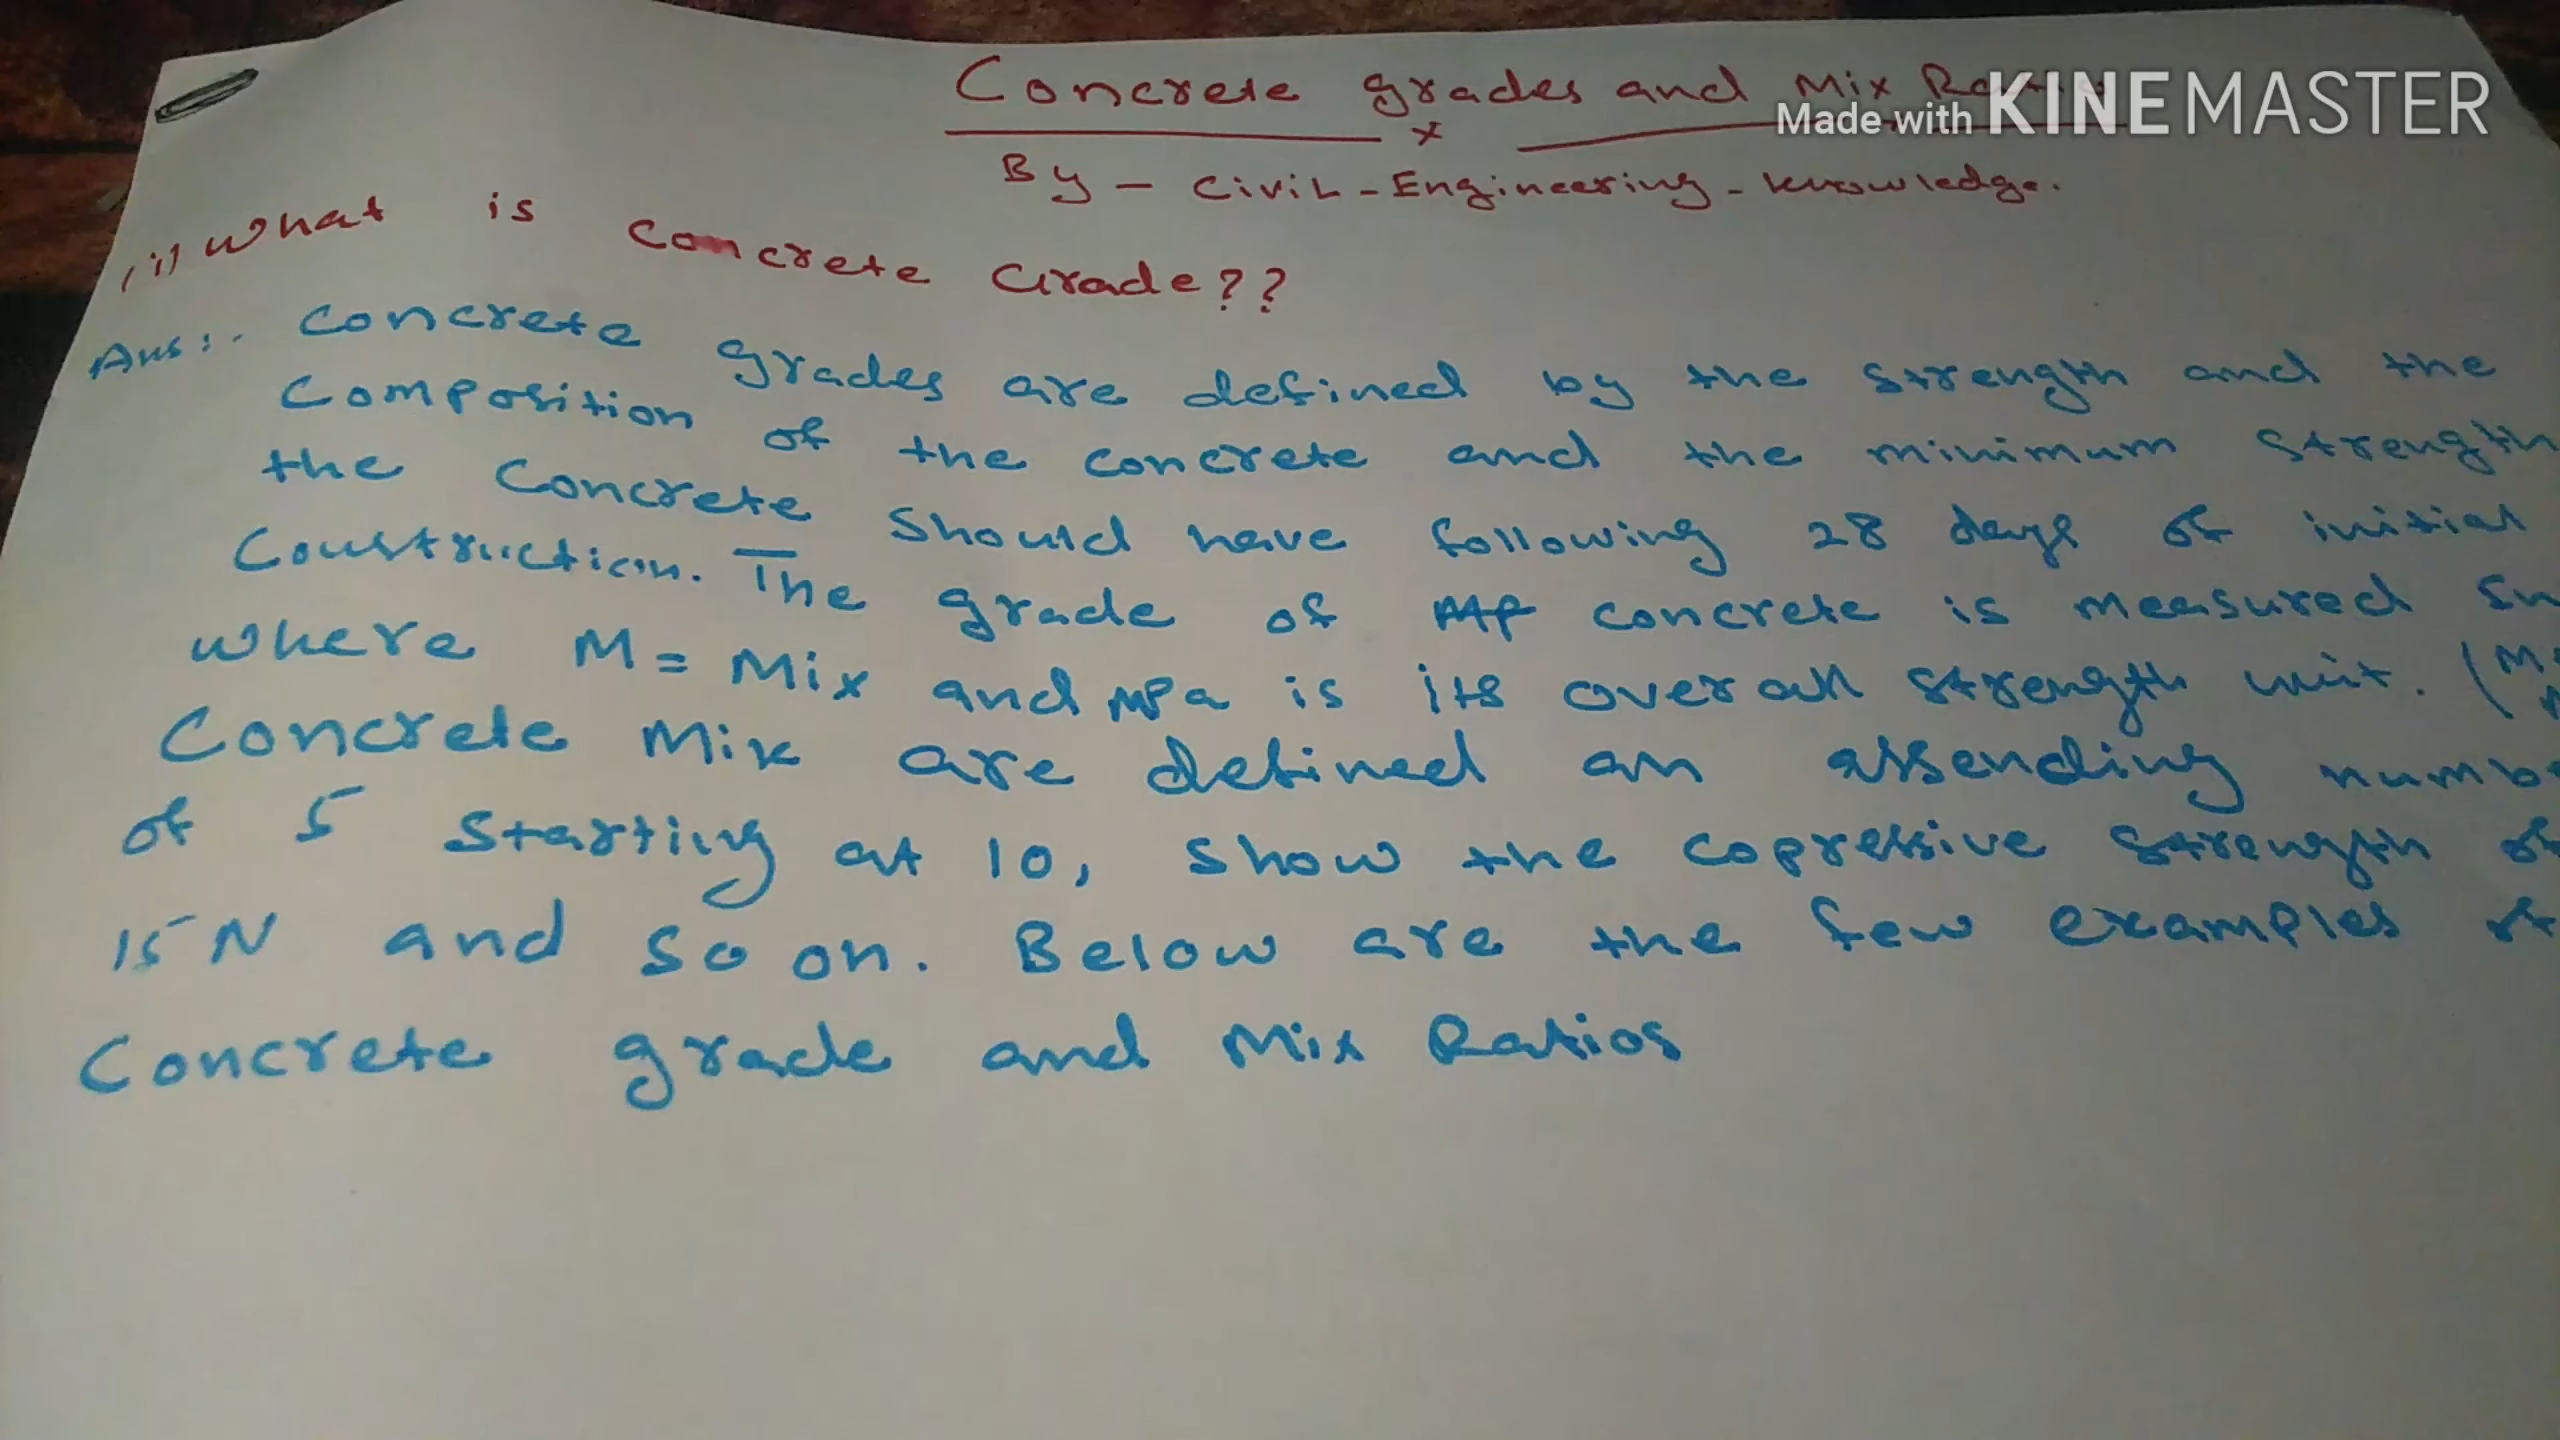 Concrete grades and Mix
Made with KINEMASTER
By - Civil - Engineering - knowledge.
(i) What is concrete Grade??
Ans:- Concrete grades are defined by the strength and the
Composition of the concrete and the minimum strength
the Concrete Should have following 28 days of initial
Construction. The grade of concrete is measured in
where M = Mix and MPa is its overall strength unit.
Concrete Mix are defined an assending
of 5 starting at 10, show the copressive strength of
15 N and so on. Below are the few examples of
Concrete grade and Mix Ratios